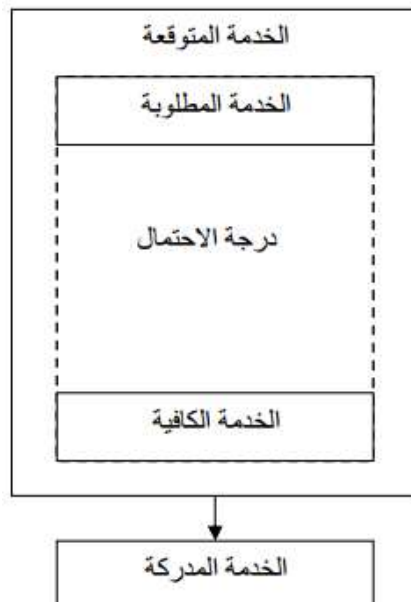 الخدمة المتوقعة
الخدمة المطلوبة
درجة الاحتمال
الخدمة الكافية
الخدمة المدركة